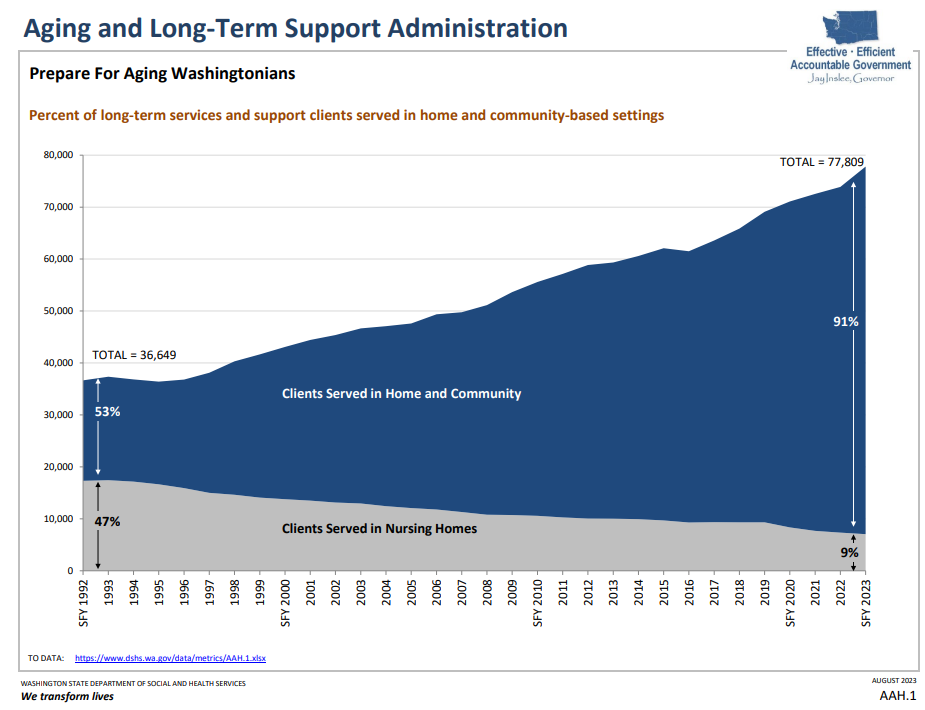 Aging and Long-Term Support Administration
Effective · Efficient
Accountable Government
Jay Inslee, Governor
Prepare For Aging Washingtonians
Percent of long-term services and support clients served in home and community-based settings
80,000
70,000
60,000
50,000
40,000
30,000
20,000
10,000
0
TOTAL = 77,809
TOTAL = 36,649
91%
53%
Clients Served in Home and Community
47%
Clients Served in Nursing Homes
9%
SFY 1992
1993
1994
1995
1996
1997
1998
1999
SFY 2000
2001
2002
2003
2004
2005
2006
2007
2008
2009
SFY 2010
2011
2012
2013
2014
2015
2016
2017
2018
2019
SFY 2020
2021
2022
SFY 2023
TO DATA: https://www.dshs.wa.gov/data/metrics/AAH.1.xlsx
WASHINGTON STATE DEPARTMENT OF SOCIAL AND HEALTH SERVICES
We transform lives
AUGUST 2023
AAH.1